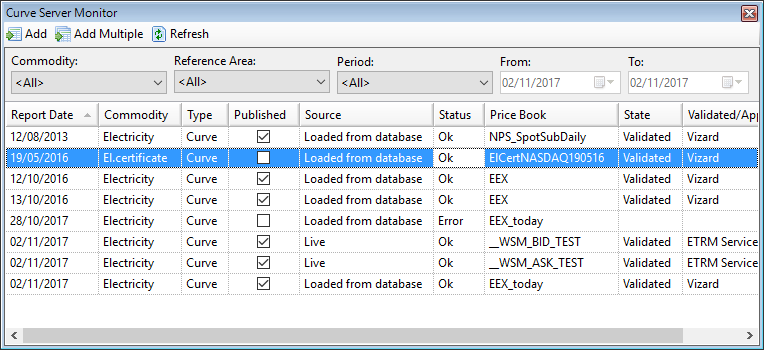 Curve Server Monitor
Add Add Multiple Refresh
Commodity: Reference Area: Period: From: To:
<All> <All> <All> 02/11/2017 02/11/2017
Report Date Commodity Type Published Source Status Price Book State Validated/App
12/08/2013 Electricity Curve Loaded from database Ok NPS_SpotSubDaily Validated Vizard
19/05/2016 El.certificate Curve Loaded from database Ok ElCertNASDAQ190516 Validated Vizard
12/10/2016 Electricity Curve Loaded from database Ok EEX Validated Vizard
13/10/2016 Electricity Curve Loaded from database Ok EEX Validated Vizard
28/10/2017 Electricity Curve Loaded from database Error EEX_today
02/11/2017 Electricity Curve Live Ok __WSM_BID_TEST Validated ETRM Service
02/11/2017 Electricity Curve Live Ok __WSM_ASK_TEST Validated ETRM Service
02/11/2017 Electricity Curve Loaded from database Ok EEX_today Validated Vizard